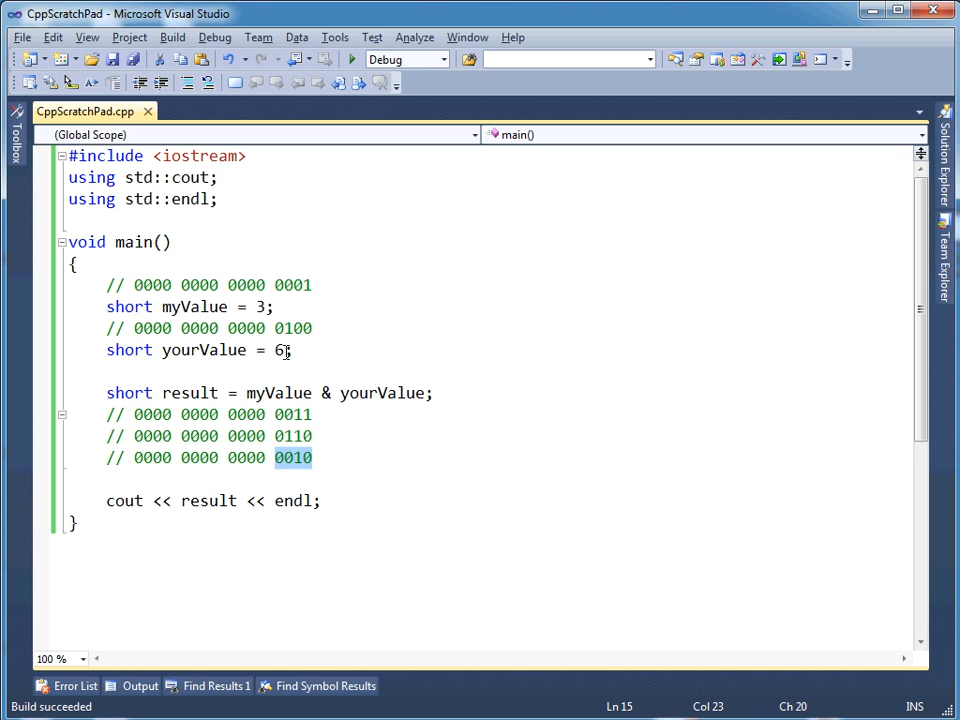 CppScratchPad - Microsoft Visual Studio
File Edit View Project Build Debug Team Data Tools Test Analyze Window Help
Debug
CppScratchPad.cpp
(Global Scope) main()
#include <iostream>
using std::cout;
using std::endl;
void main()
{
// 0000 0000 0000 0001
short myValue = 3;
// 0000 0000 0000 0100
short yourValue = 6;
short result = myValue & yourValue;
// 0000 0000 0000 0011
// 0000 0000 0000 0110
// 0000 0000 0000 0010
cout << result << endl;
}
Toolbox
Solution Explorer
Team Explorer
100 %
Error List Output Find Results 1 Find Symbol Results
Build succeeded Ln 15 Col 23 Ch 20 INS